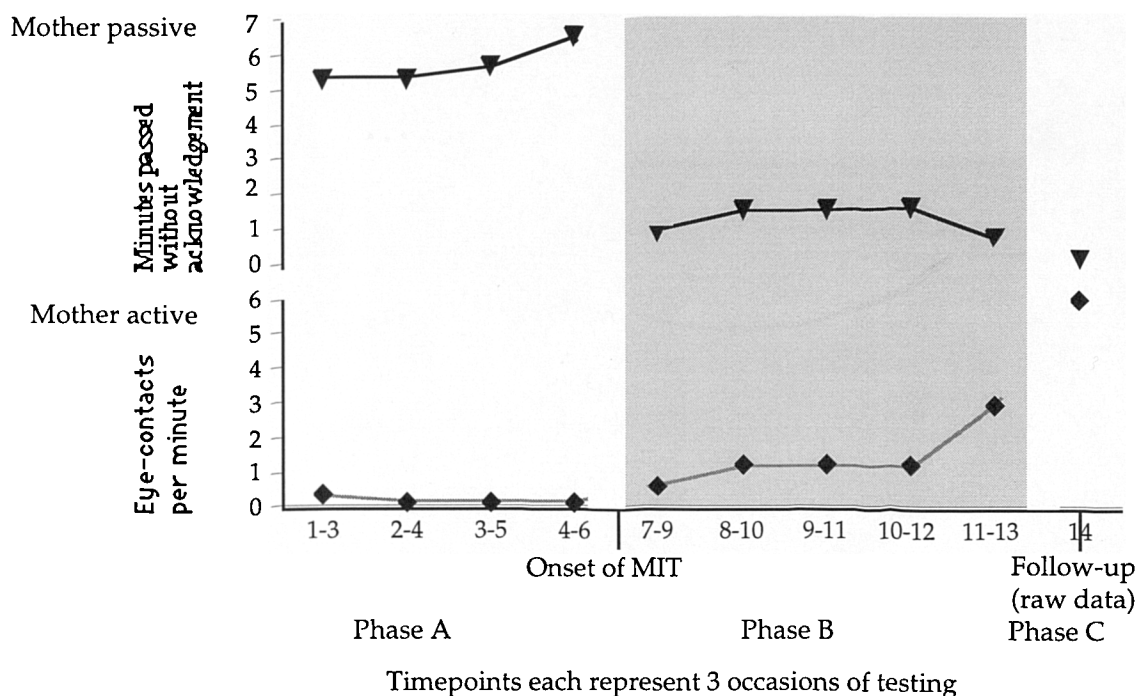 Mother passive
Minutes passed
without
acknowledgement
7
6
5
4
3
2
1
0
Mother active
Eye-contacts
per minute
6
5
4
3
2
1
0
1-3 2-4 3-5 4-6 7-9 8-10 9-11 10-12 11-13 14
Onset of MIT
Follow-up
(raw data)
Phase A Phase B Phase C
Timepoints each represent 3 occasions of testing